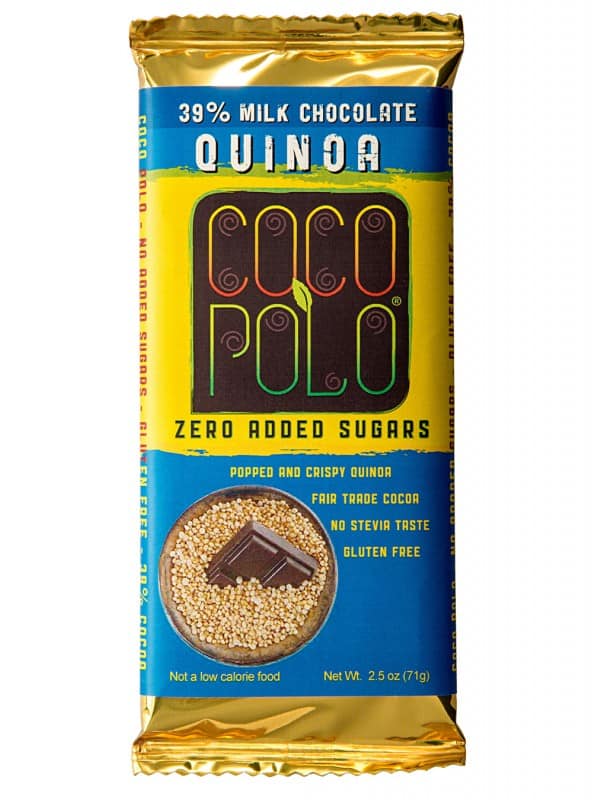 39% MILK CHOCOLATE
QUINOA
COCO
POLO®
ZERO ADDED SUGARS
POPPED AND CRISPY QUINOA
FAIR TRADE COCOA
NO STEVIA TASTE
GLUTEN FREE
Not a low calorie food
Net Wt. 2.5 oz (71g)
COCO POLO - NO ADDED SUGARS - GLUTEN FREE - 39% COCOA
COCO POLO - NO ADDED SUGARS - GLUTEN FREE - 39% COCOA